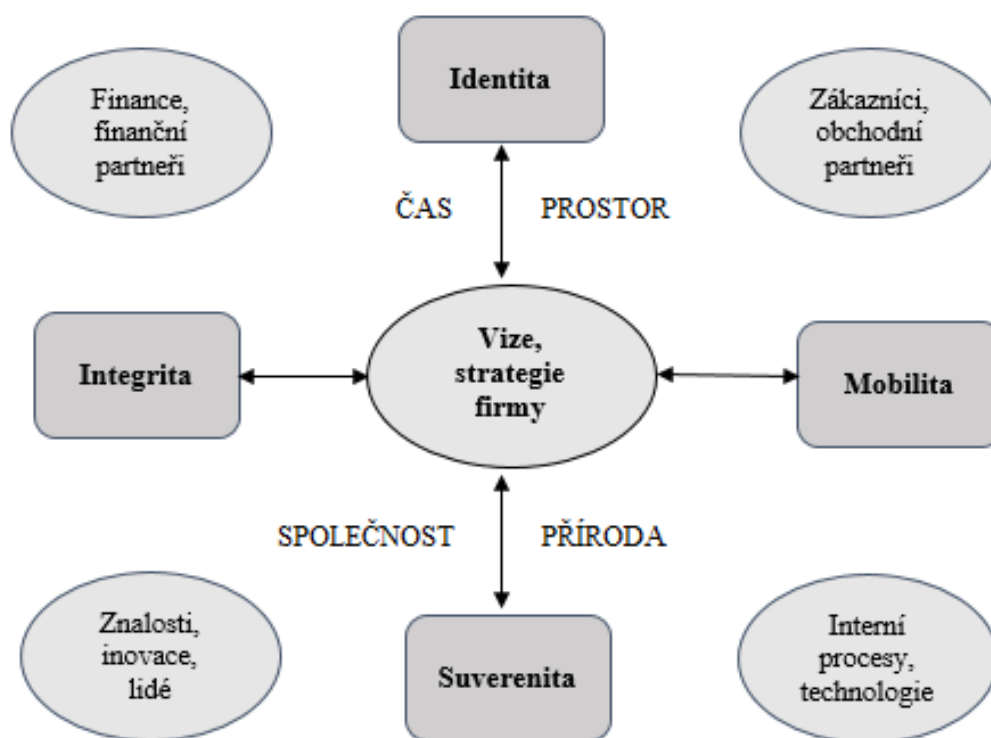 Identita
Finance,
finanční
partneři
Zákazníci,
obchodní
partneři
ČAS
PROSTOR
Integrita
Vize,
strategie
firmy
Mobilita
SPOLEČNOST
PŘÍRODA
Znalosti,
inovace,
lidé
Suverenita
Interní
procesy,
technologie